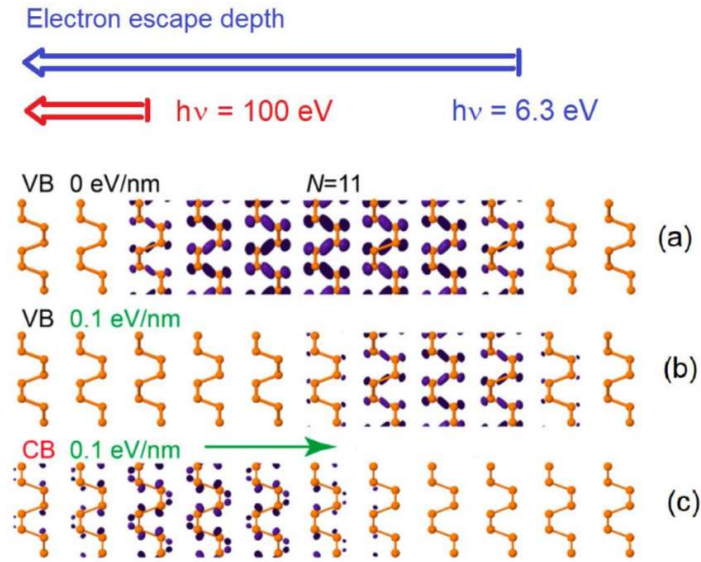 Electron escape depth
hν = 100 eV hν = 6.3 eV
VB 0 eV/nm N=11
(a)
VB 0.1 eV/nm
(b)
CB 0.1 eV/nm
(c)